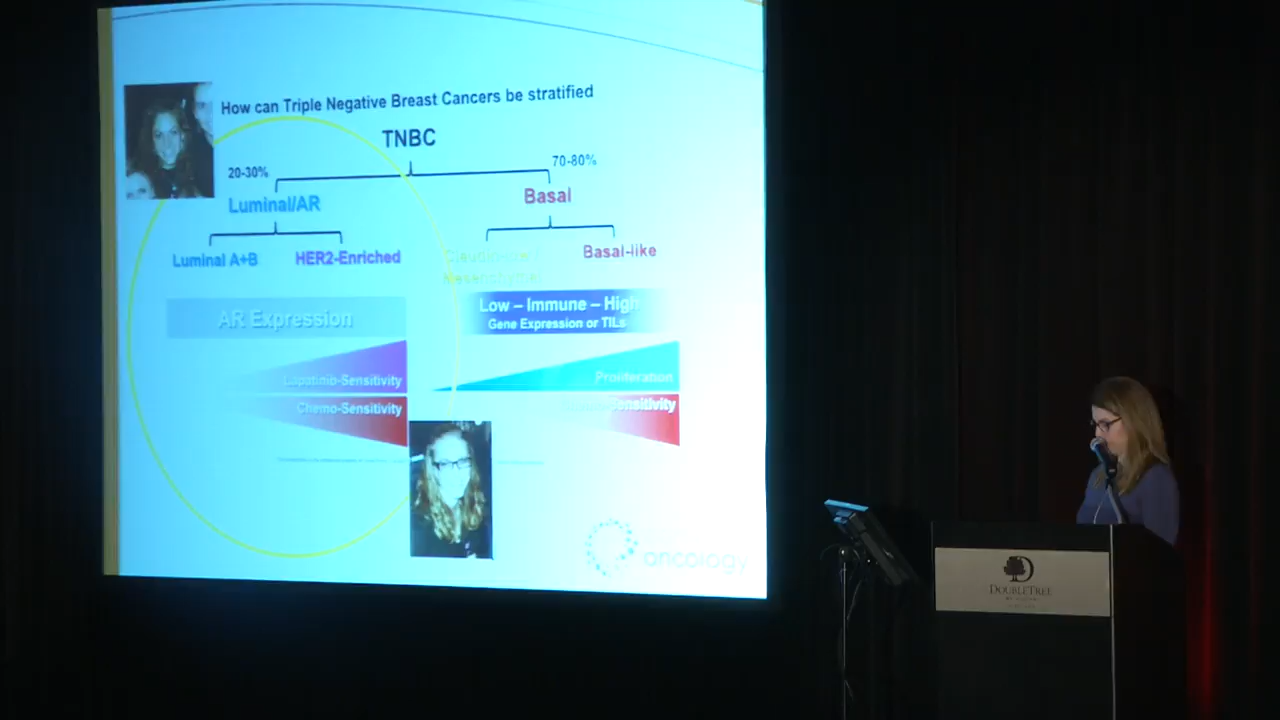 How can Triple Negative Breast Cancers be stratified
TNBC
20-30%
70-80%
Luminal/AR
Basal
Luminal A+B
HER2-Enriched
Basal-like
AR Expression
Low – Immune – High
Gene Expression or TILs
Lapatinib-Sensitivity
Proliferation
Chemo-Sensitivity
Sensitivity
oncology
DOUBLETREE